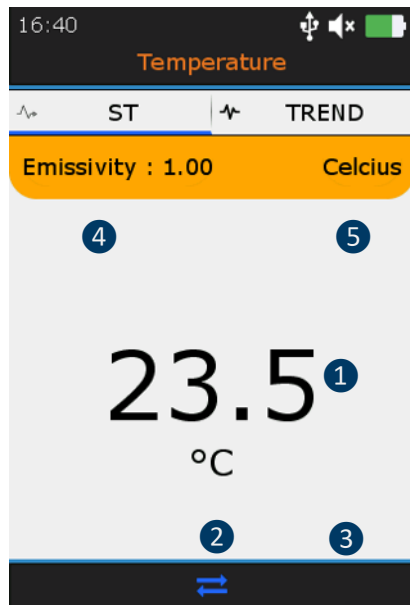 16:40
Temperature
ST TREND
Emissivity : 1.00 Celcius
4 5
23.5 1
°C
2 3